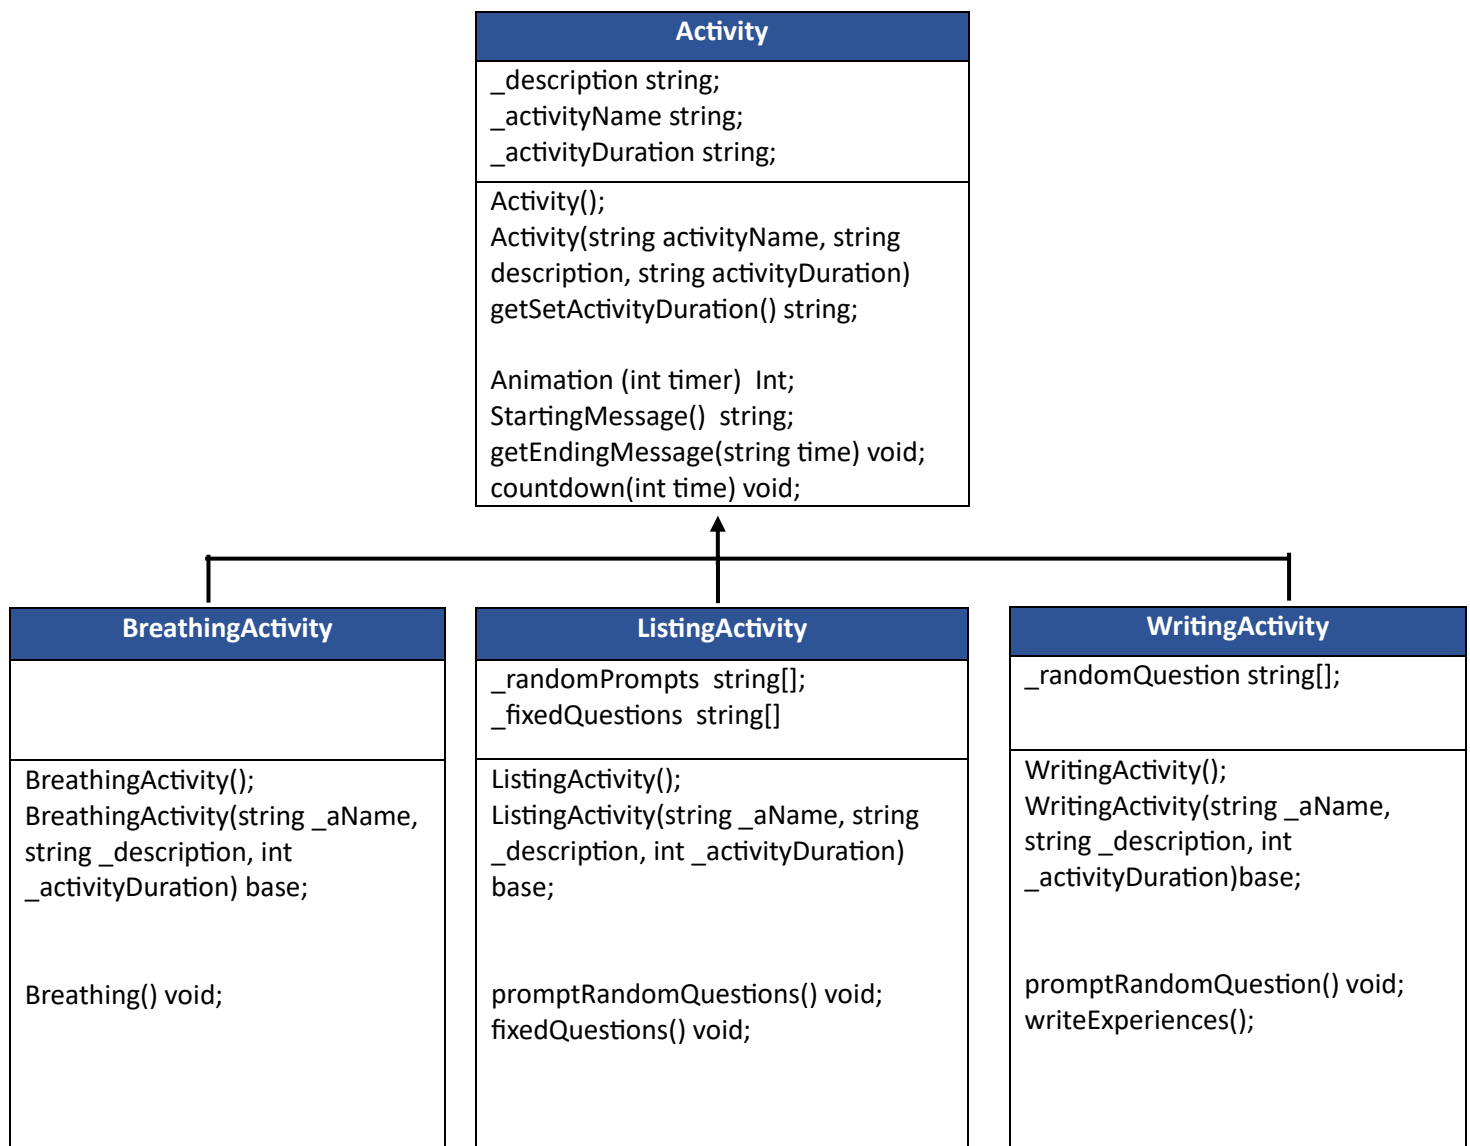 Activity
_description string;
_activityName string;
_activityDuration string;
Activity();
Activity(string activityName, string
description, string activityDuration)
getSetActivityDuration() string;
Animation (int timer)  Int;
StartingMessage()  string;
getEndingMessage(string time) void;
countdown(int time) void;
BreathingActivity
BreathingActivity();
BreathingActivity(string _aName,
string _description, int
_activityDuration) base;
Breathing() void;
ListingActivity
_randomPrompts  string[];
_fixedQuestions  string[]
ListingActivity();
ListingActivity(string _aName, string
_description, int _activityDuration)
base;
promptRandomQuestions() void;
fixedQuestions() void;
WritingActivity
_randomQuestion string[];
WritingActivity();
WritingActivity(string _aName,
string _description, int
_activityDuration)base;
promptRandomQuestion() void;
writeExperiences();